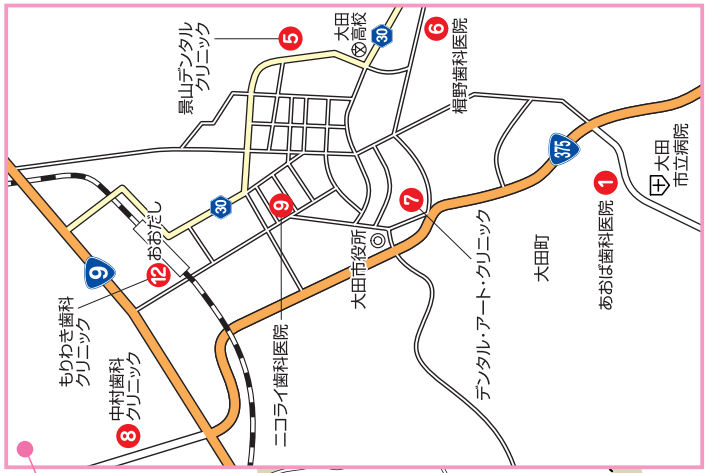 大田
高校
30
5
景山デンタル
クリニック
6
楫野歯科医院
375
大田
市立病院
1
あおば歯科医院
30
9
7
おおだし
9
12
大田市役所
大田町
デンタル・アート・クリニック
もりわき歯科
クリニック
ニコライ歯科医院
中村歯科
クリニック
8